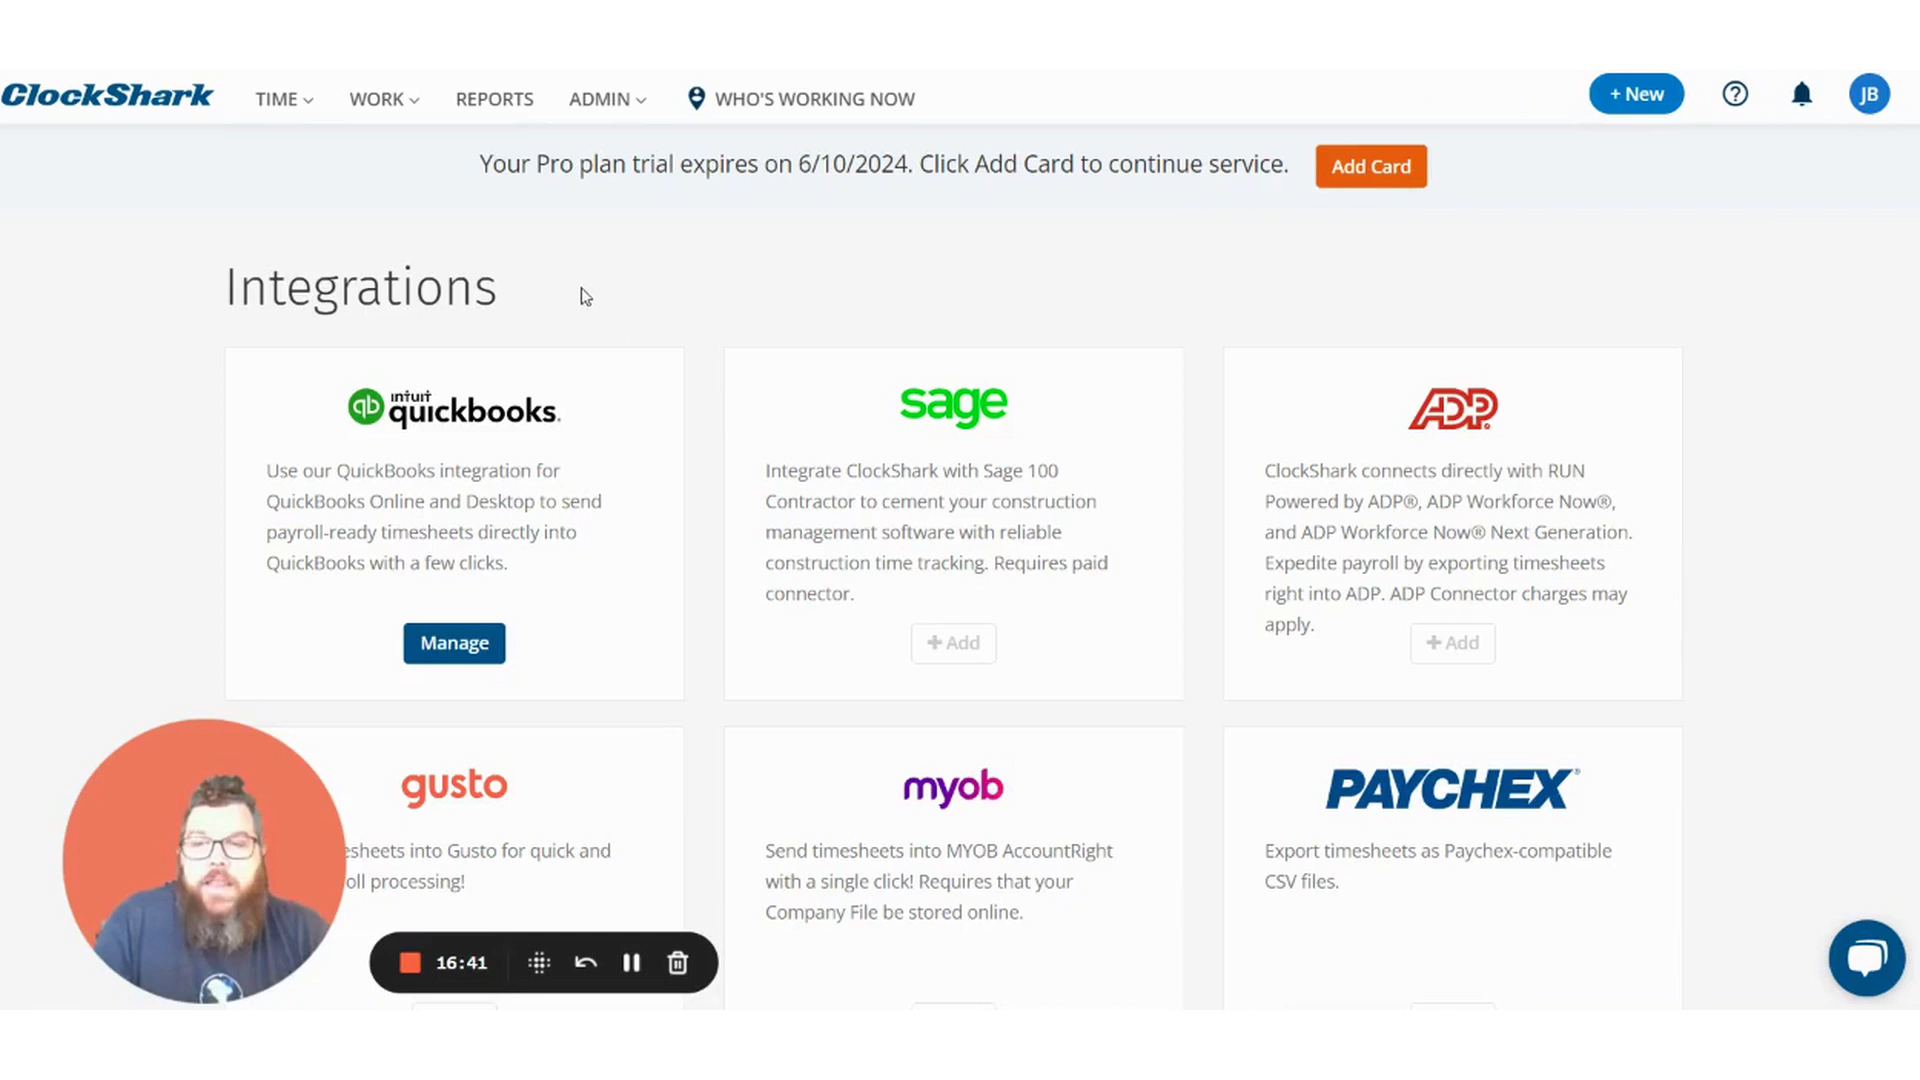 ClockShark
TIME
WORK
REPORTS
ADMIN
WHO'S WORKING NOW
+ New
JB
Your Pro plan trial expires on 6/10/2024. Click Add Card to continue service.
Add Card
Integrations
qb intuit quickbooks.
Use our QuickBooks integration for
QuickBooks Online and Desktop to send
payroll-ready timesheets directly into
QuickBooks with a few clicks.
Manage
sage
Integrate ClockShark with Sage 100
Contractor to cement your construction
management software with reliable
construction time tracking. Requires paid
connector.
+ Add
ADP®
ClockShark connects directly with RUN
Powered by ADP®, ADP Workforce Now®,
and ADP Workforce Now® Next Generation.
Expedite payroll by exporting timesheets
right into ADP. ADP Connector charges may
apply.
+ Add
gusto
esheets into Gusto for quick and
oll processing!
myob
Send timesheets into MYOB AccountRight
with a single click! Requires that your
Company File be stored online.
PAYCHEX®
Export timesheets as Paychex-compatible
CSV files.
16:41